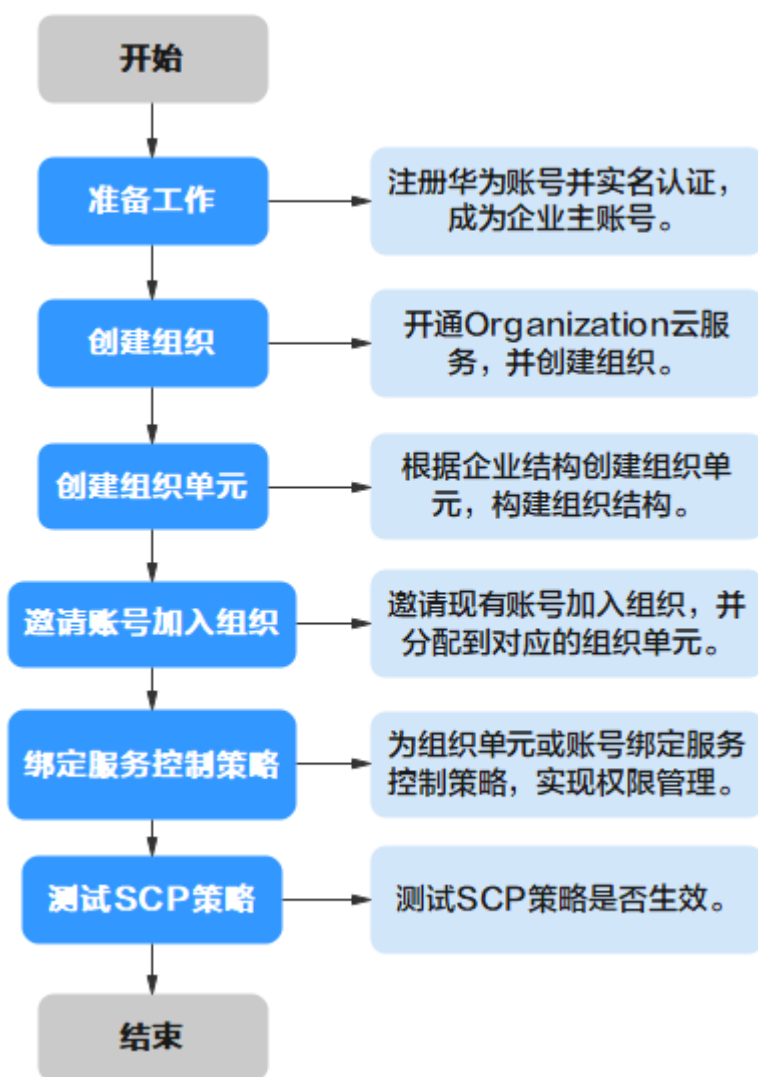 开始
准备工作
注册华为账号并实名认证，
成为企业主账号。
创建组织
开通Organization云服
务，并创建组织。
创建组织单元
根据企业结构创建组织单
元，构建组织结构。
邀请账号加入组织
邀请现有账号加入组织，并
分配到对应的组织单元。
绑定服务控制策略
为组织单元或账号绑定服务
控制策略，实现权限管理。
测试SCP策略
测试SCP策略是否生效。
结束